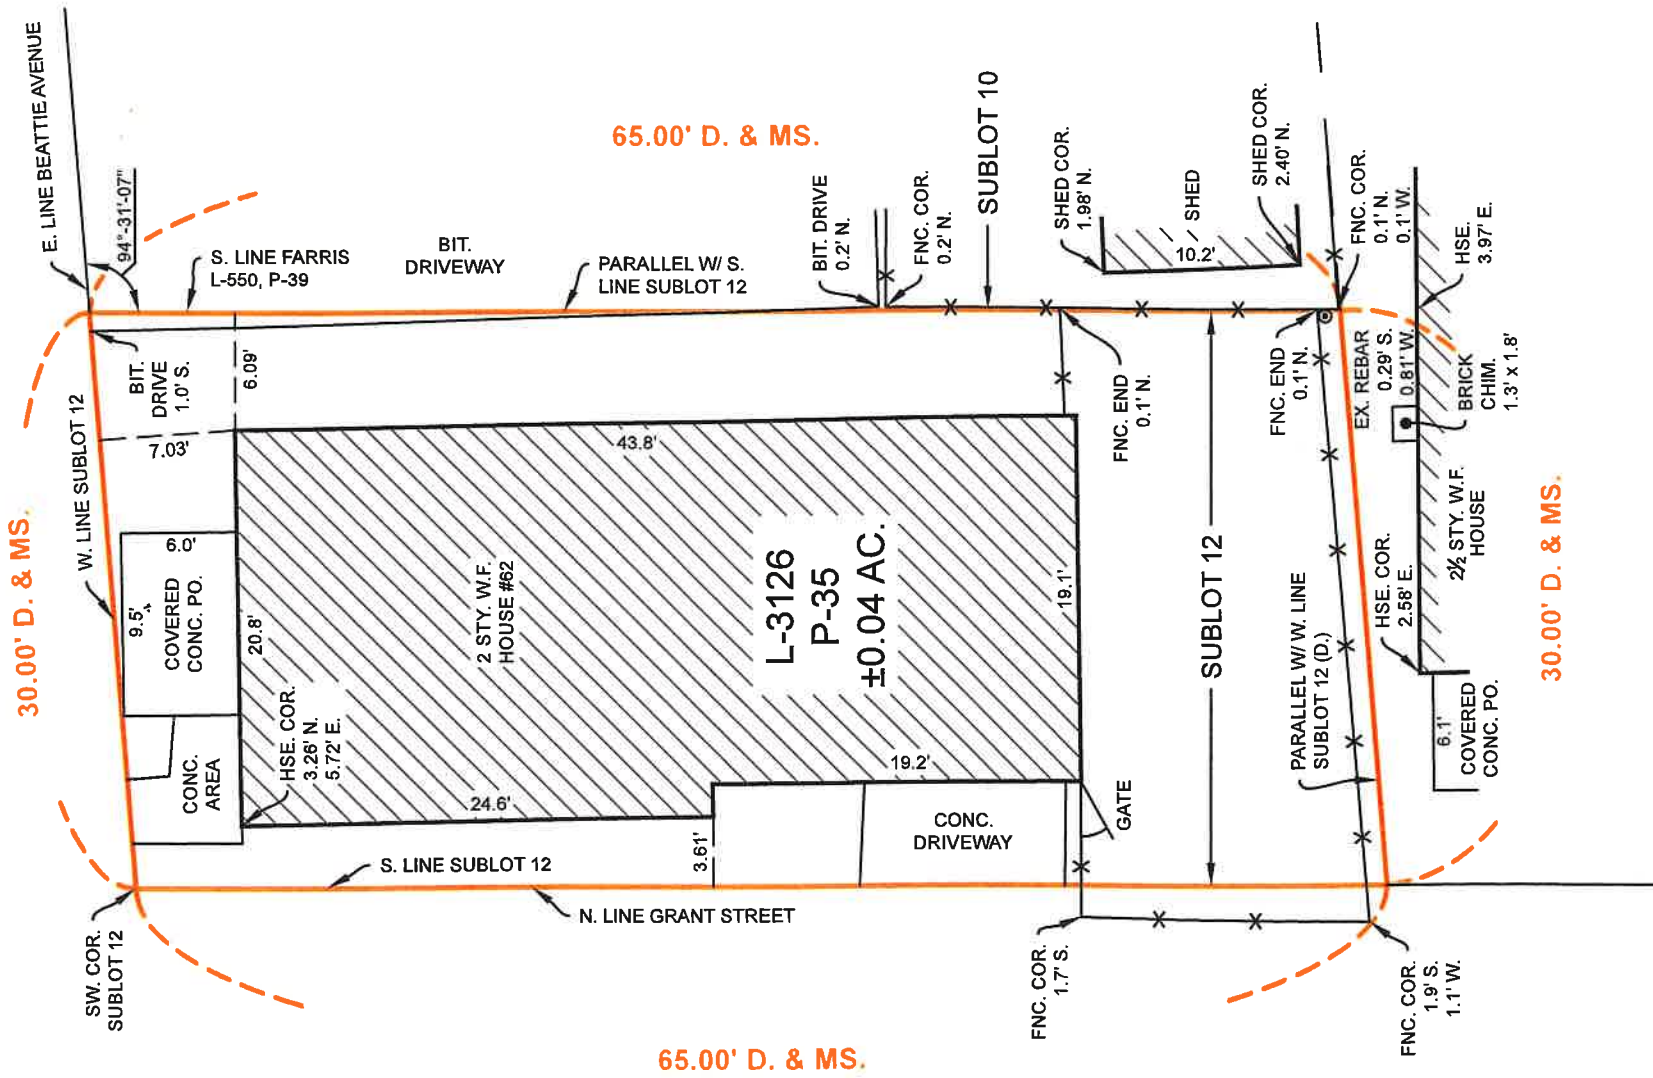 E. LINE BEATTIE AVENUE
94°-31'-07"
S. LINE FARRIS
L-550, P-39
BIT.
DRIVEWAY
65.00' D. & MS.
PARALLEL W/ S.
LINE SUBLOT 12
BIT. DRIVE
0.2' N.
FNC. COR.
0.2' N.
SUBLOT 10
SHED COR.
1.98' N.
SHED
10.2'
SHED COR.
2.40' N.
FNC. COR.
0.1' N.
0.1' W.
HSE.
3.97' E.
30.00' D. & MS.
W. LINE SUBLOT 12
BIT.
DRIVE
1.0' S.
6.09'
7.03'
6.0'
9.5'
COVERED
CONC. PO.
20.8'
2 STY. W.F.
HOUSE #62
43.8'
L-3126
P-35
±0.04 AC.
19.1'
FNC. END
0.1' N.
SUBLOT 12
FNC. END
0.1' N.
EX. REBAR
0.29' S.
0.81' W.
BRICK
CHIM.
1.3' x 1.8'
2½ STY. W.F.
HOUSE
30.00' D. & MS.
HSE. COR.
2.58' E.
PARALLEL W/ W. LINE
SUBLOT 12 (D.)
6.1'
COVERED
CONC. PO.
CONC.
AREA
HSE. COR.
3.26' N.
5.72' E.
24.6'
19.2'
3.61'
CONC.
DRIVEWAY
GATE
S. LINE SUBLOT 12
N. LINE GRANT STREET
SW. COR.
SUBLOT 12
FNC. COR.
1.7' S.
FNC. COR.
1.9' S.
1.1' W.
65.00' D. & MS.